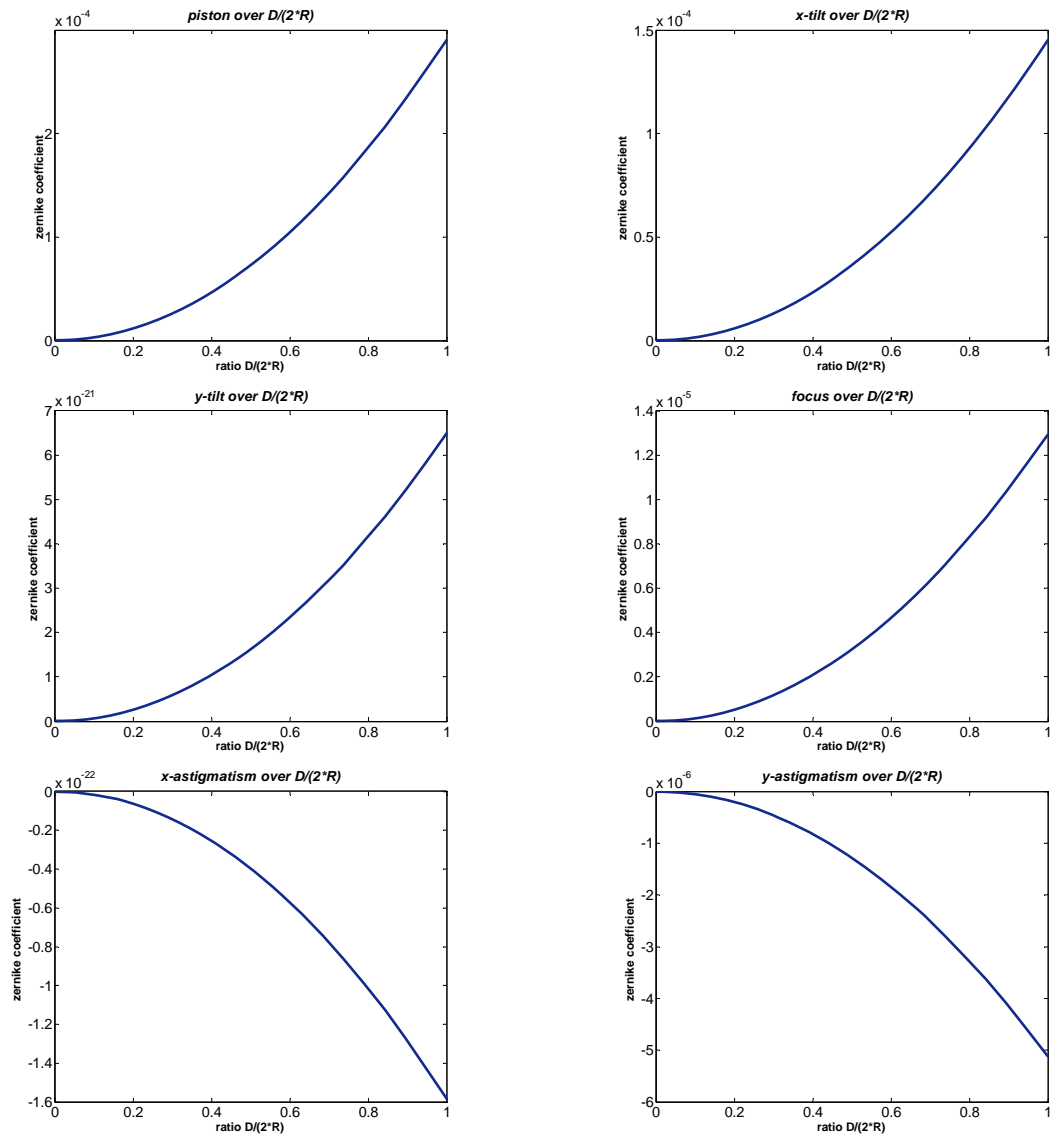 piston over D/(2*R)
x 10-4
2
1
0
zernike coefficient
0 0.2 0.4 0.6 0.8 1
ratio D/(2*R)
x-tilt over D/(2*R)
x 10-4
1.5
1
0.5
0
zernike coefficient
0 0.2 0.4 0.6 0.8 1
ratio D/(2*R)
y-tilt over D/(2*R)
x 10-21
7
6
5
4
3
2
1
0
zernike coefficient
0 0.2 0.4 0.6 0.8 1
ratio D/(2*R)
focus over D/(2*R)
x 10-5
1.4
1.2
1
0.8
0.6
0.4
0.2
0
zernike coefficient
0 0.2 0.4 0.6 0.8 1
ratio D/(2*R)
x-astigmatism over D/(2*R)
x 10-22
0
-0.2
-0.4
-0.6
-0.8
-1
-1.2
-1.4
-1.6
zernike coefficient
0 0.2 0.4 0.6 0.8 1
ratio D/(2*R)
y-astigmatism over D/(2*R)
x 10-6
0
-1
-2
-3
-4
-5
-6
zernike coefficient
0 0.2 0.4 0.6 0.8 1
ratio D/(2*R)